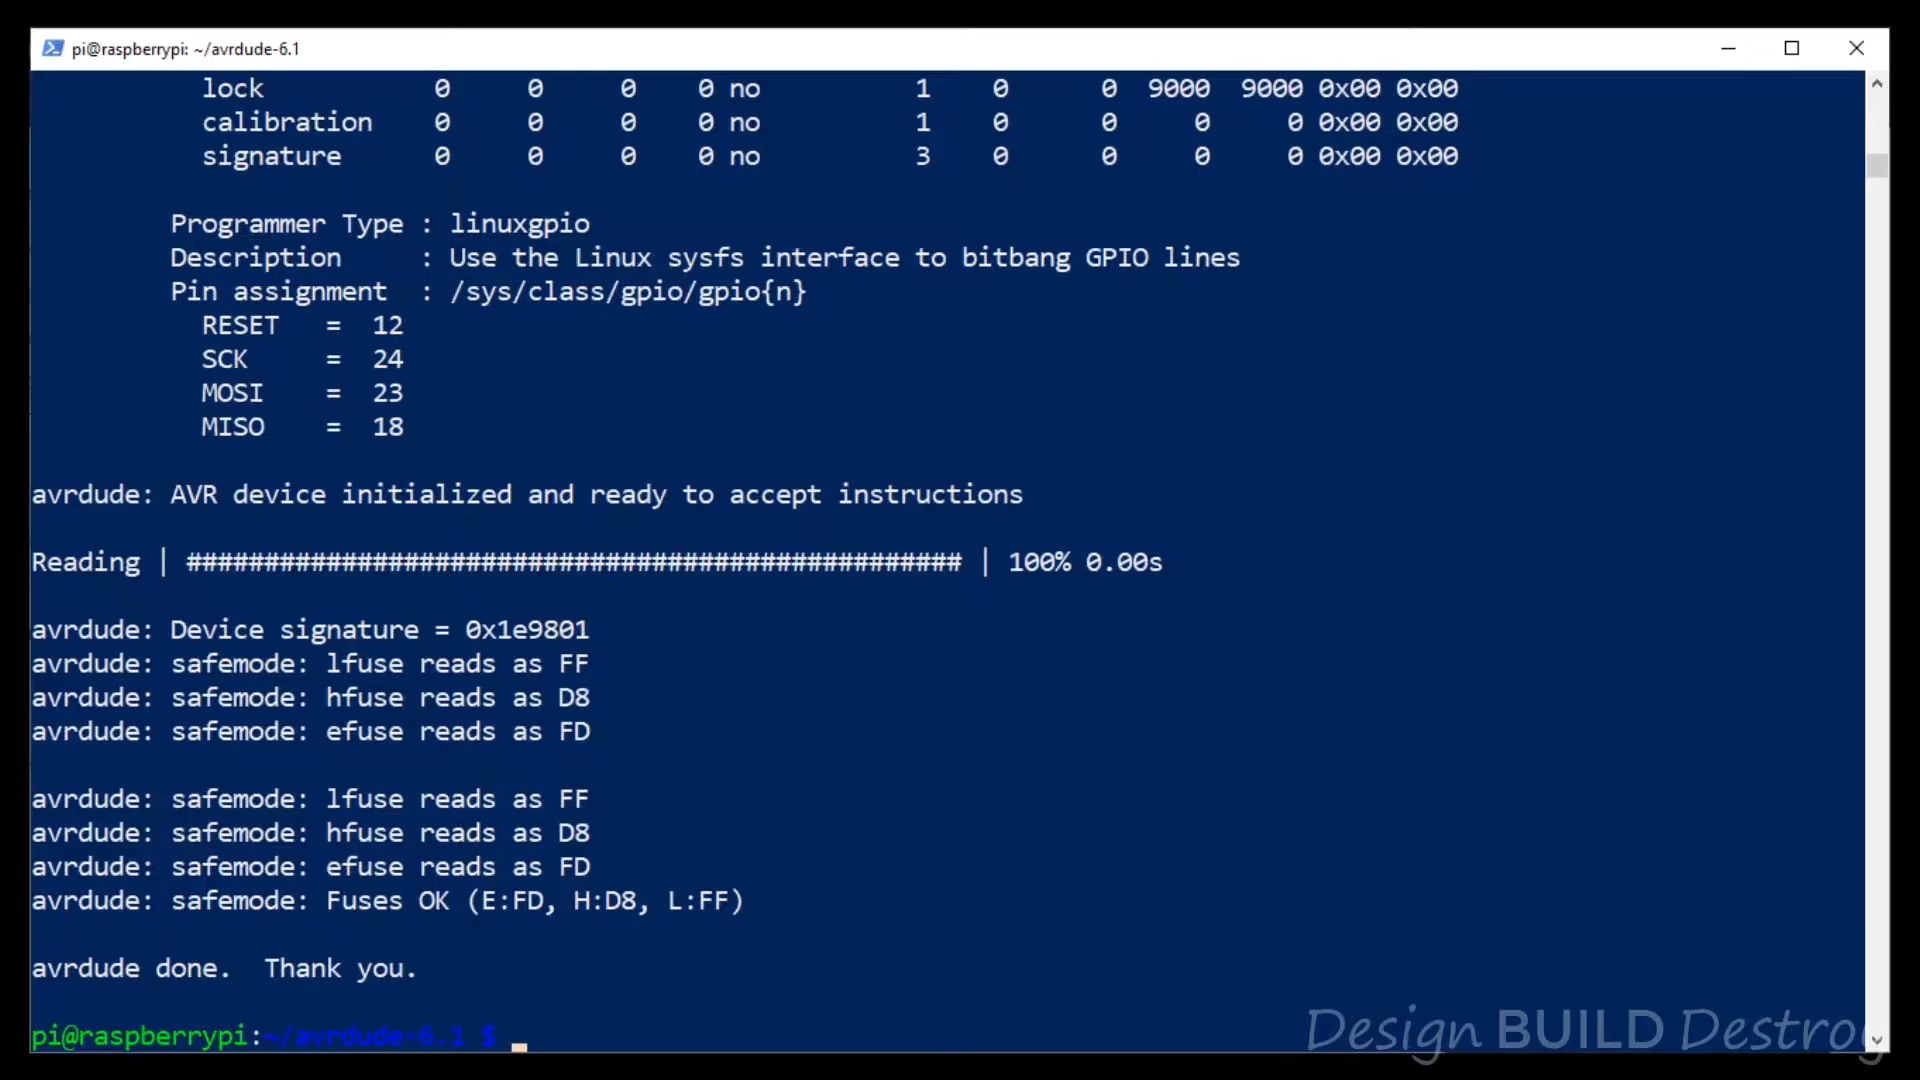 pi@raspberrypi: ~/avrdude-6.1
lock 0 0 0 0 no 1 0 0 9000 9000 0x00 0x00
calibration 0 0 0 0 no 1 0 0 0 0 0x00 0x00
signature 0 0 0 0 no 3 0 0 0 0 0x00 0x00
Programmer Type : linuxgpio
Description : Use the Linux sysfs interface to bitbang GPIO lines
Pin assignment : /sys/class/gpio/gpio{n}
RESET = 12
SCK = 24
MOSI = 23
MISO = 18
avrdude: AVR device initialized and ready to accept instructions
Reading | ################################################## | 100% 0.00s
avrdude: Device signature = 0x1e9801
avrdude: safemode: lfuse reads as FF
avrdude: safemode: hfuse reads as D8
avrdude: safemode: efuse reads as FD
avrdude: safemode: lfuse reads as FF
avrdude: safemode: hfuse reads as D8
avrdude: safemode: efuse reads as FD
avrdude: safemode: Fuses OK (E:FD, H:D8, L:FF)
avrdude done.  Thank you.
pi@raspberrypi:~/avrdude-6.1 $
Design BUILD Destroy